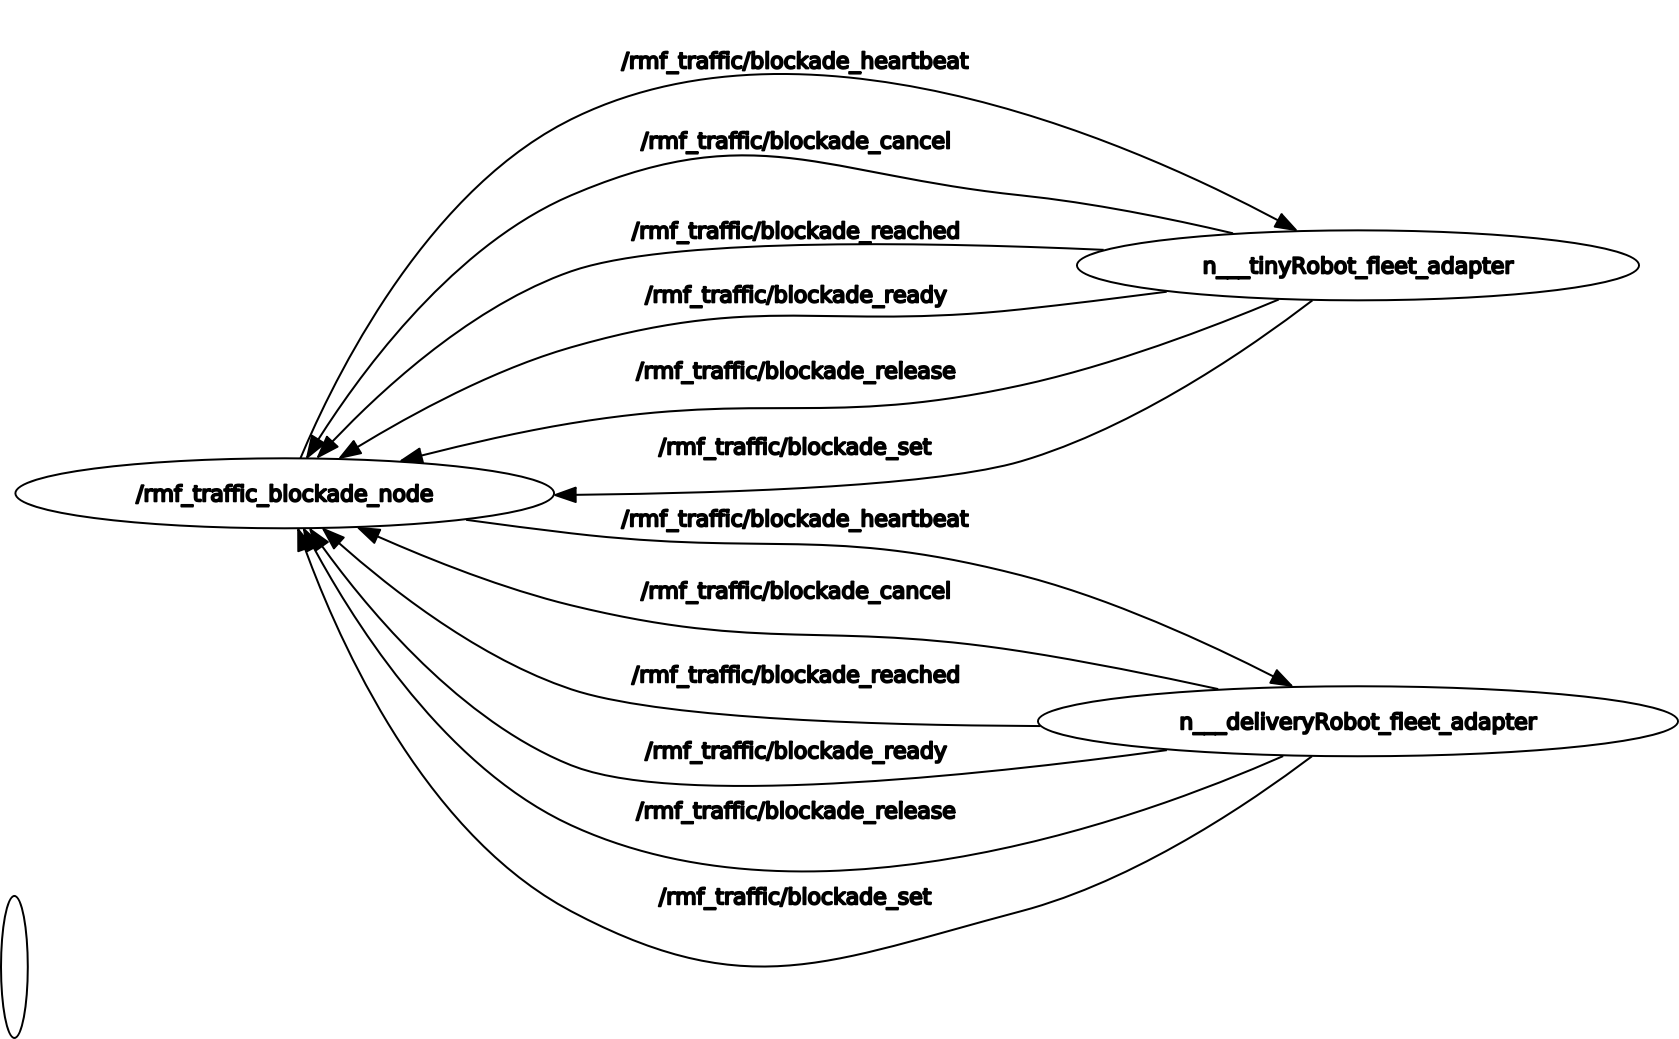 /rmf_traffic/blockade_heartbeat
/rmf_traffic/blockade_cancel
/rmf_traffic/blockade_reached
n___tinyRobot_fleet_adapter
/rmf_traffic/blockade_ready
/rmf_traffic/blockade_release
/rmf_traffic/blockade_set
/rmf_traffic_blockade_node
/rmf_traffic/blockade_heartbeat
/rmf_traffic/blockade_cancel
/rmf_traffic/blockade_reached
n___deliveryRobot_fleet_adapter
/rmf_traffic/blockade_ready
/rmf_traffic/blockade_release
/rmf_traffic/blockade_set